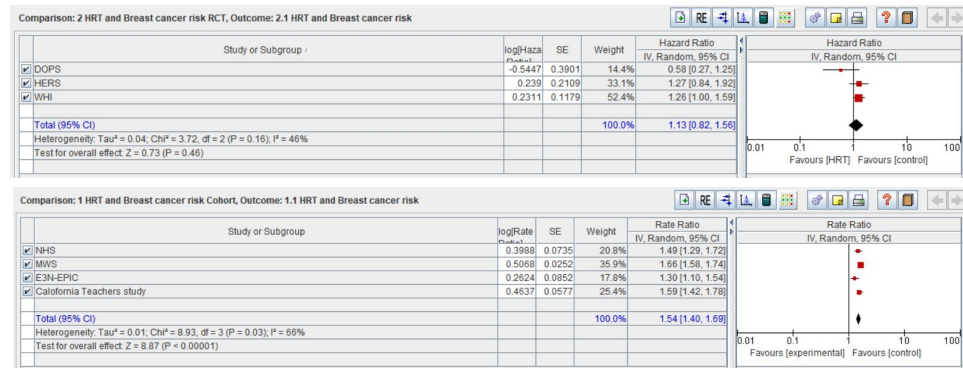 Comparison: 2 HRT and Breast cancer risk RCT, Outcome: 2.1 HRT and Breast cancer risk RE
Study or Subgroup log[Haza SE Weight Hazard Ratio Hazard Ratio
IV, Random, 95% CI IV, Random, 95% CI
DOPS -0.5447 0.3901 14.4% 0.58 [0.27, 1.25]
HERS 0.239 0.2109 33.1% 1.27 [0.84, 1.92]
WHI 0.2311 0.1179 52.4% 1.26 [1.00, 1.59]
Total (95% CI) 100.0% 1.13 [0.82, 1.56]
Heterogeneity: Tau² = 0.04; Chi² = 3.72, df = 2 (P = 0.16); I² = 46%
Test for overall effect: Z = 0.73 (P = 0.46)
0.01 0.1 1 10 100
Favours [HRT] Favours [control]
Comparison: 1 HRT and Breast cancer risk Cohort, Outcome: 1.1 HRT and Breast cancer risk RE
Study or Subgroup log[Rate SE Weight Rate Ratio Rate Ratio
IV, Random, 95% CI IV, Random, 95% CI
NHS 0.3988 0.0735 20.8% 1.49 [1.29, 1.72]
MWS 0.5068 0.0252 35.9% 1.66 [1.58, 1.74]
E3N-EPIC 0.2624 0.0852 17.8% 1.30 [1.10, 1.54]
Calofornia Teachers study 0.4637 0.0577 25.4% 1.59 [1.42, 1.78]
Total (95% CI) 100.0% 1.54 [1.40, 1.69]
Heterogeneity: Tau² = 0.01; Chi² = 8.93, df = 3 (P = 0.03); I² = 66%
Test for overall effect: Z = 8.87 (P < 0.00001)
0.01 0.1 1 10 100
Favours [experimental] Favours [control]